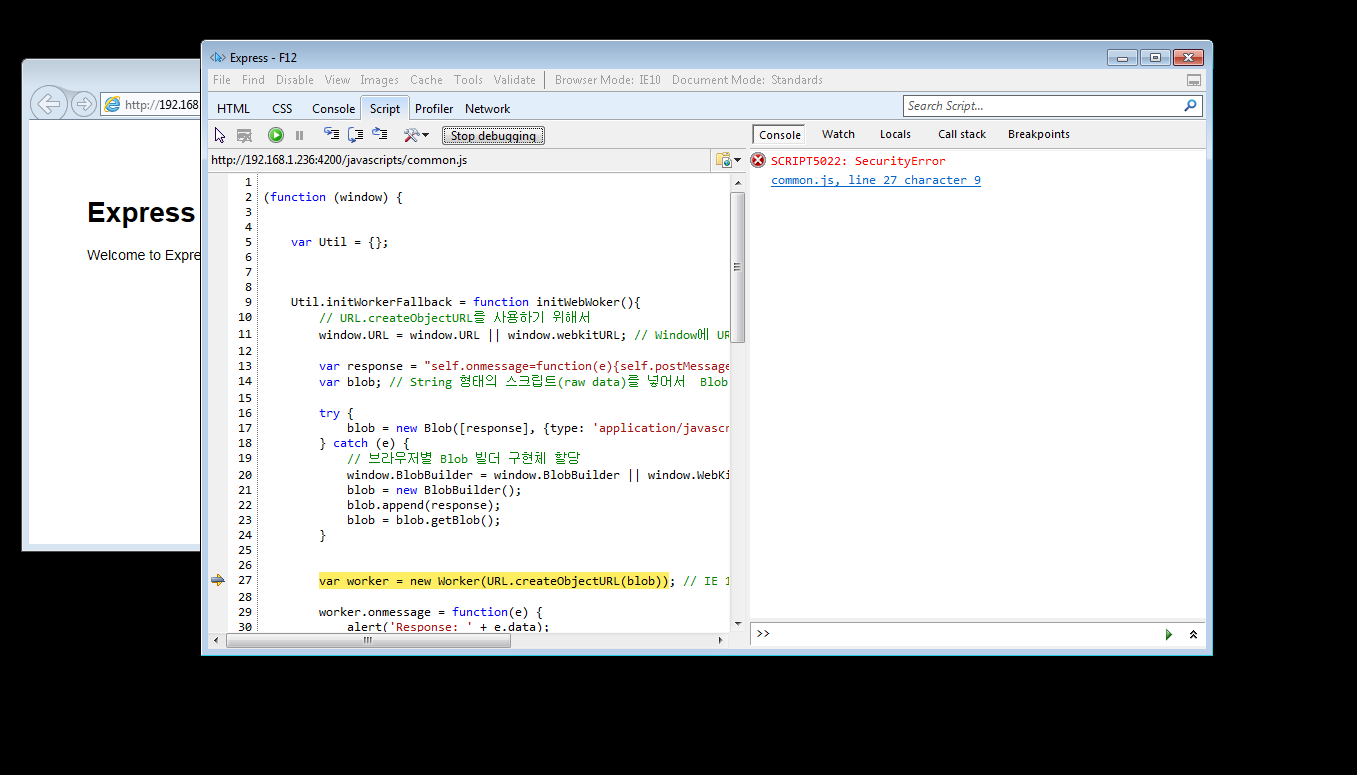 Express - F12
File Find Disable View Images Cache Tools Validate Browser Mode: IE10 Document Mode: Standards
http://192.168
HTML CSS Console Script Profiler Network Search Script...
Stop debugging Console Watch Locals Call stack Breakpoints
http://192.168.1.236:4200/javascripts/common.js
SCRIPT5022: SecurityError
common.js, line 27 character 9
Express
Welcome to Expre
1
2 (function (window) {
3
4
5 var Util = {};
6
7
8
9 Util.initWorkerFallback = function initWebWoker(){
10 // URL.createObjectURL를 사용하기 위해서
11 window.URL = window.URL || window.webkitURL; // Window에 UR
12
13 var response = "self.onmessage=function(e){self.postMessage
14 var blob; // String 형태의 스크립트(raw data)를 넣어서 Blob
15
16 try {
17 blob = new Blob([response], {type: 'application/javascr
18 } catch (e) {
19 // 브라우저별 Blob 빌더 구현체 할당
20 window.BlobBuilder = window.BlobBuilder || window.WebKi
21 blob = new BlobBuilder();
22 blob.append(response);
23 blob = blob.getBlob();
24 }
25
26
27 var worker = new Worker(URL.createObjectURL(blob)); // IE 1
28
29 worker.onmessage = function(e) {
30 alert('Response: ' + e.data);
>>